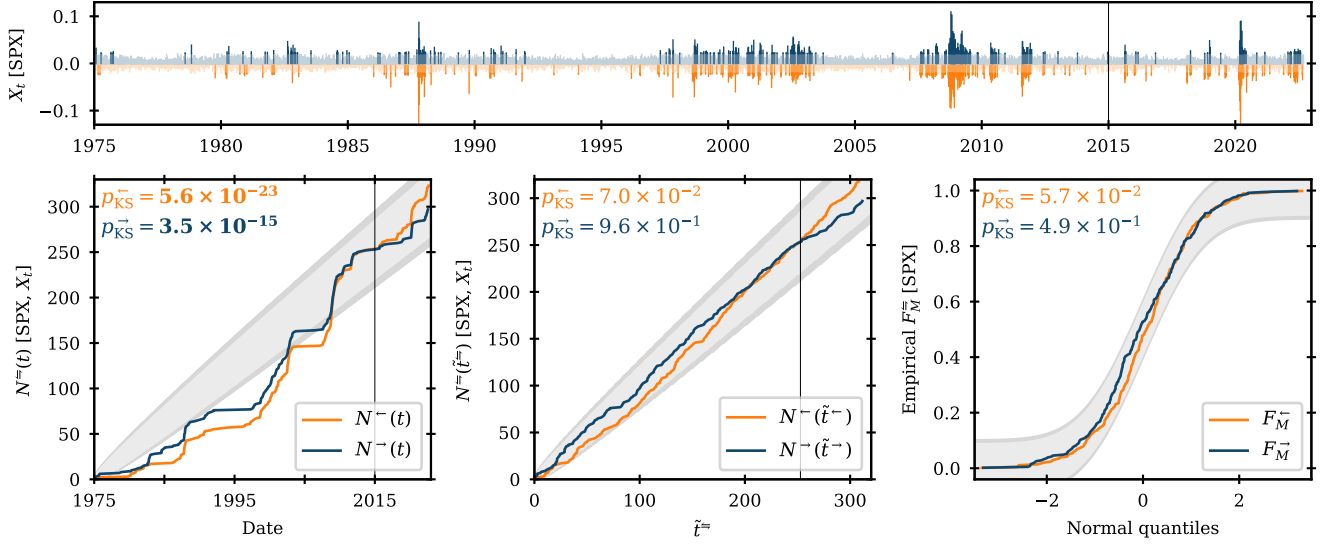 X_t [SPX]
0.1
0.0
−0.1
1975 1980 1985 1990 1995 2000 2005 2010 2015 2020
p_KS^← = 5.6 × 10^−23
p_KS^→ = 3.5 × 10^−15
N^⇋(t) [SPX, X_t]
300
250
200
150
100
50
0
N^←(t)
N^→(t)
1975 1995 2015
Date
p_KS^← = 7.0 × 10^−2
p_KS^→ = 9.6 × 10^−1
N^⇋(t̃^⇋) [SPX, X_t]
300
250
200
150
100
50
0
N^←(t̃^←)
N^→(t̃^→)
0 100 200 300
t̃^⇋
p_KS^← = 5.7 × 10^−2
p_KS^→ = 4.9 × 10^−1
Empirical F_M^⇋ [SPX]
1.0
0.8
0.6
0.4
0.2
0.0
F_M^←
F_M^→
−2 0 2
Normal quantiles